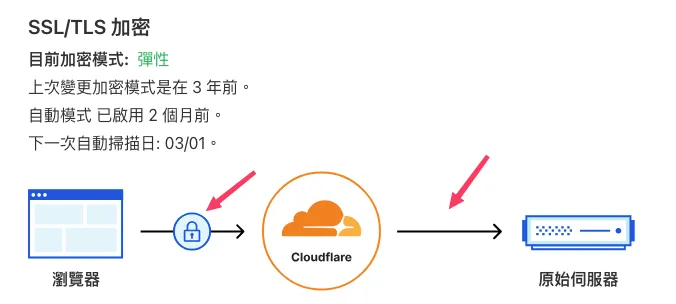 SSL/TLS 加密
目前加密模式: 彈性
上次變更加密模式是在 3 年前。
自動模式 已啟用 2 個月前。
下一次自動掃描日: 03/01。
Cloudflare
瀏覽器
原始伺服器